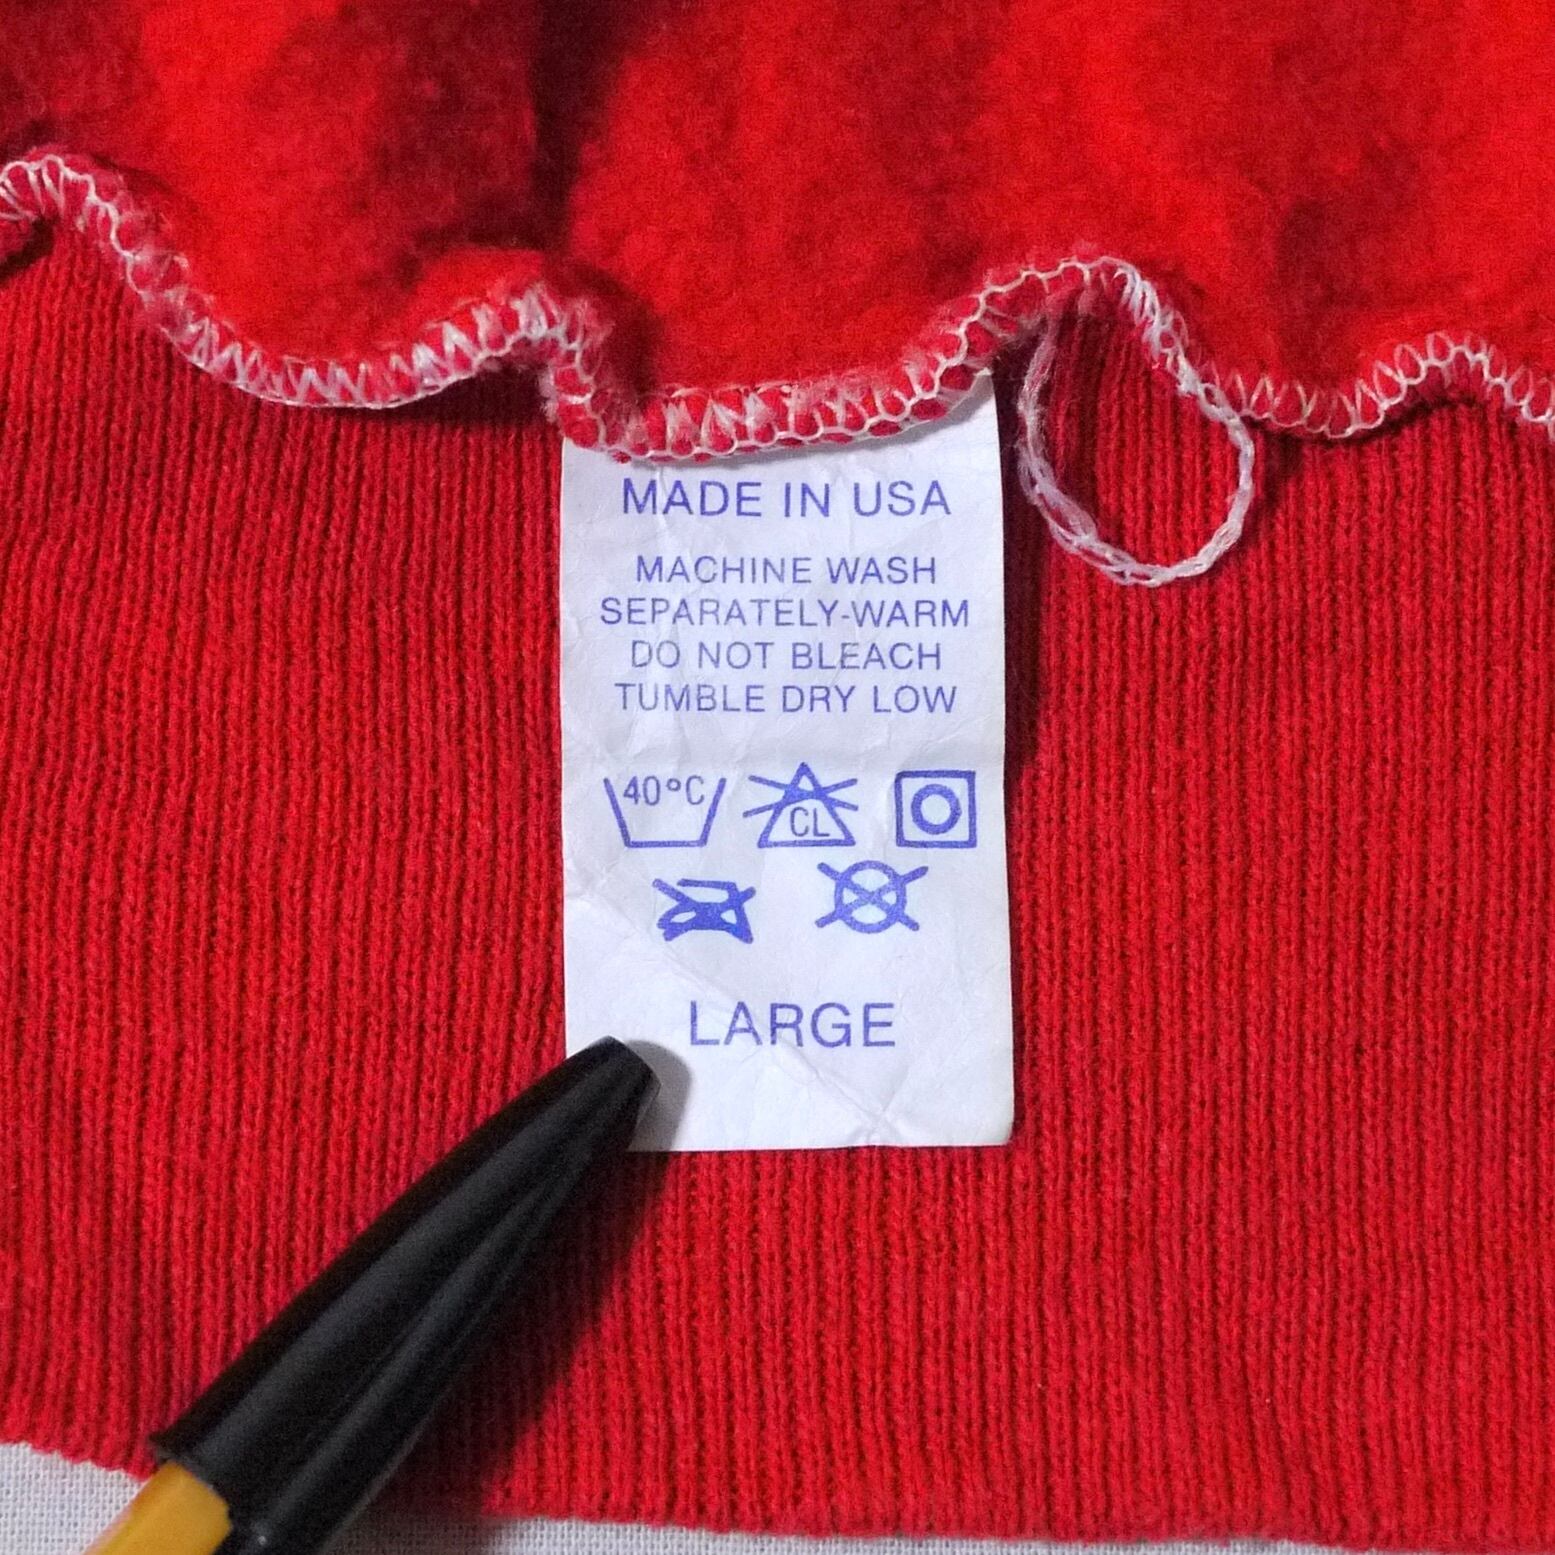 MADE IN USA
MACHINE WASH
SEPARATELY-WARM
DO NOT BLEACH
TUMBLE DRY LOW
40°C CL
LARGE